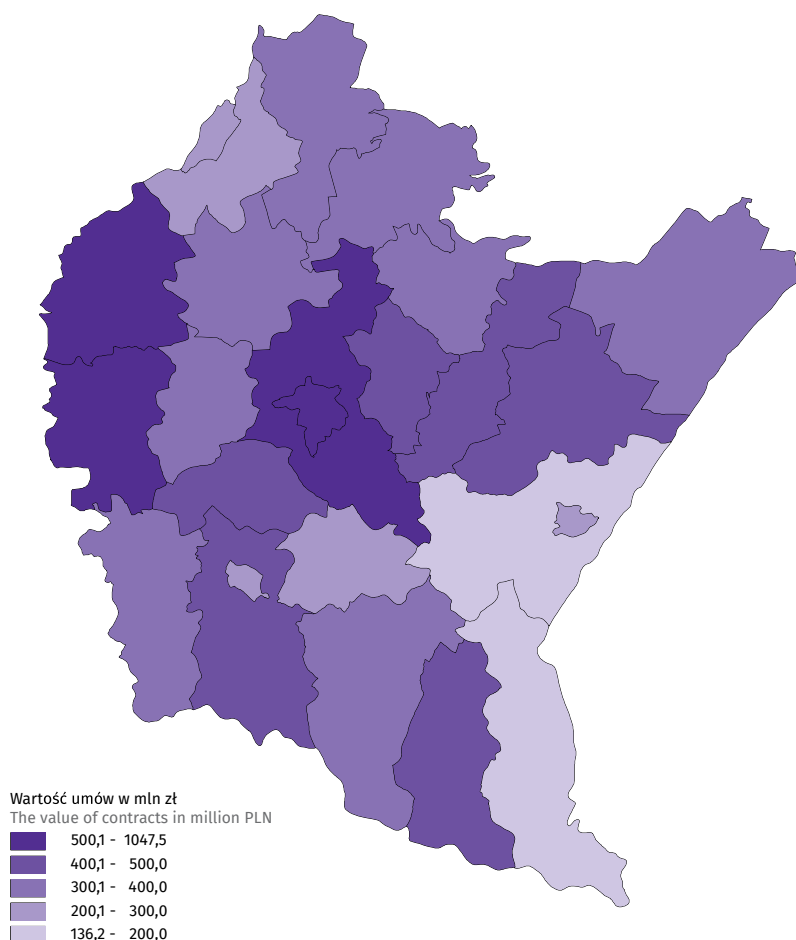 Wartość umów w mln zł
The value of contracts in million PLN
500,1 - 1047,5
400,1 - 500,0
300,1 - 400,0
200,1 - 300,0
136,2 - 200,0